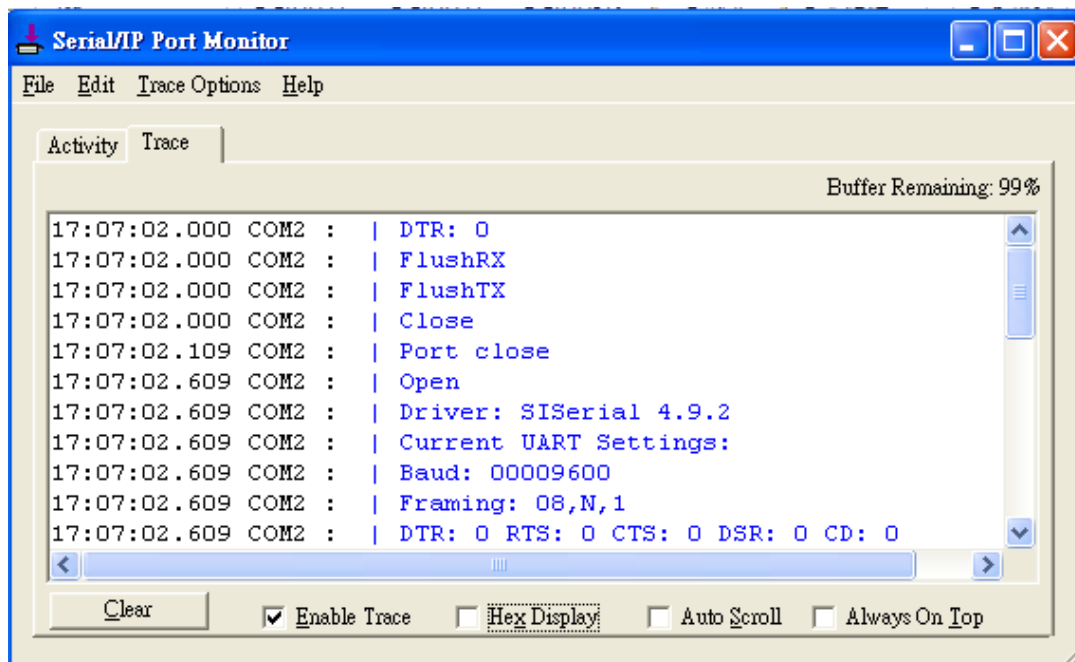 Serial/IP Port Monitor
File Edit Trace Options Help
Activity Trace
Buffer Remaining: 99%
17:07:02.000 COM2 : | DTR: 0
17:07:02.000 COM2 : | FlushRX
17:07:02.000 COM2 : | FlushTX
17:07:02.000 COM2 : | Close
17:07:02.109 COM2 : | Port close
17:07:02.609 COM2 : | Open
17:07:02.609 COM2 : | Driver: SISerial 4.9.2
17:07:02.609 COM2 : | Current UART Settings:
17:07:02.609 COM2 : | Baud: 00009600
17:07:02.609 COM2 : | Framing: 08,N,1
17:07:02.609 COM2 : | DTR: 0 RTS: 0 CTS: 0 DSR: 0 CD: 0
Clear Enable Trace Hex Display Auto Scroll Always On Top